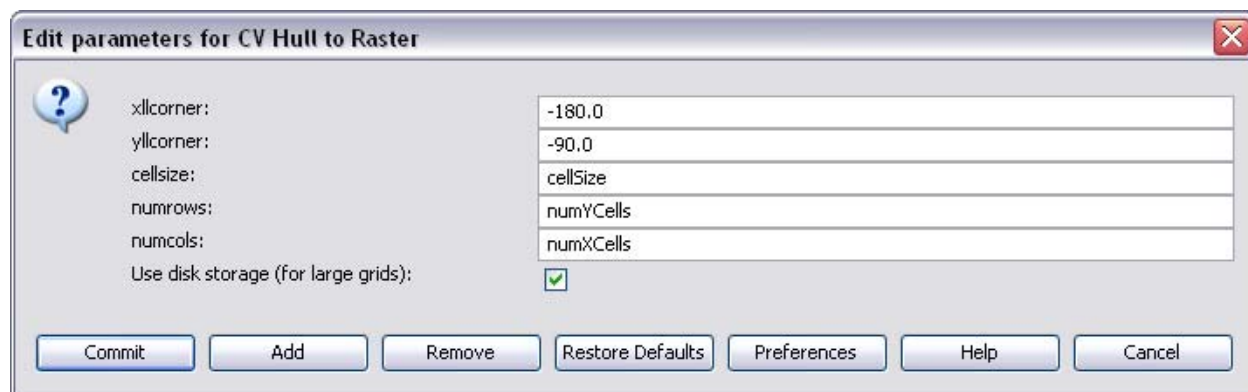 Edit parameters for CV Hull to Raster
?
xllcorner: -180.0
yllcorner: -90.0
cellsize: cellSize
numrows: numYCells
numcols: numXCells
Use disk storage (for large grids):
Commit Add Remove Restore Defaults Preferences Help Cancel